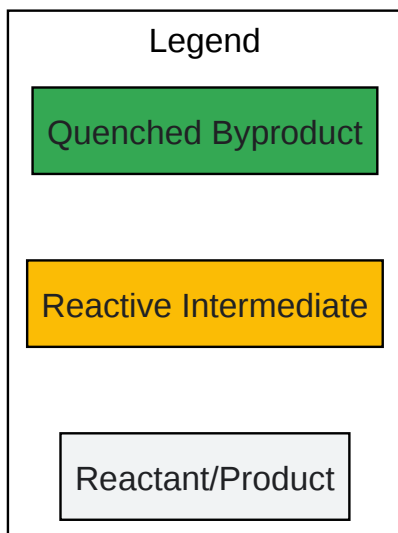 Legend
Quenched Byproduct
Reactive Intermediate
Reactant/Product